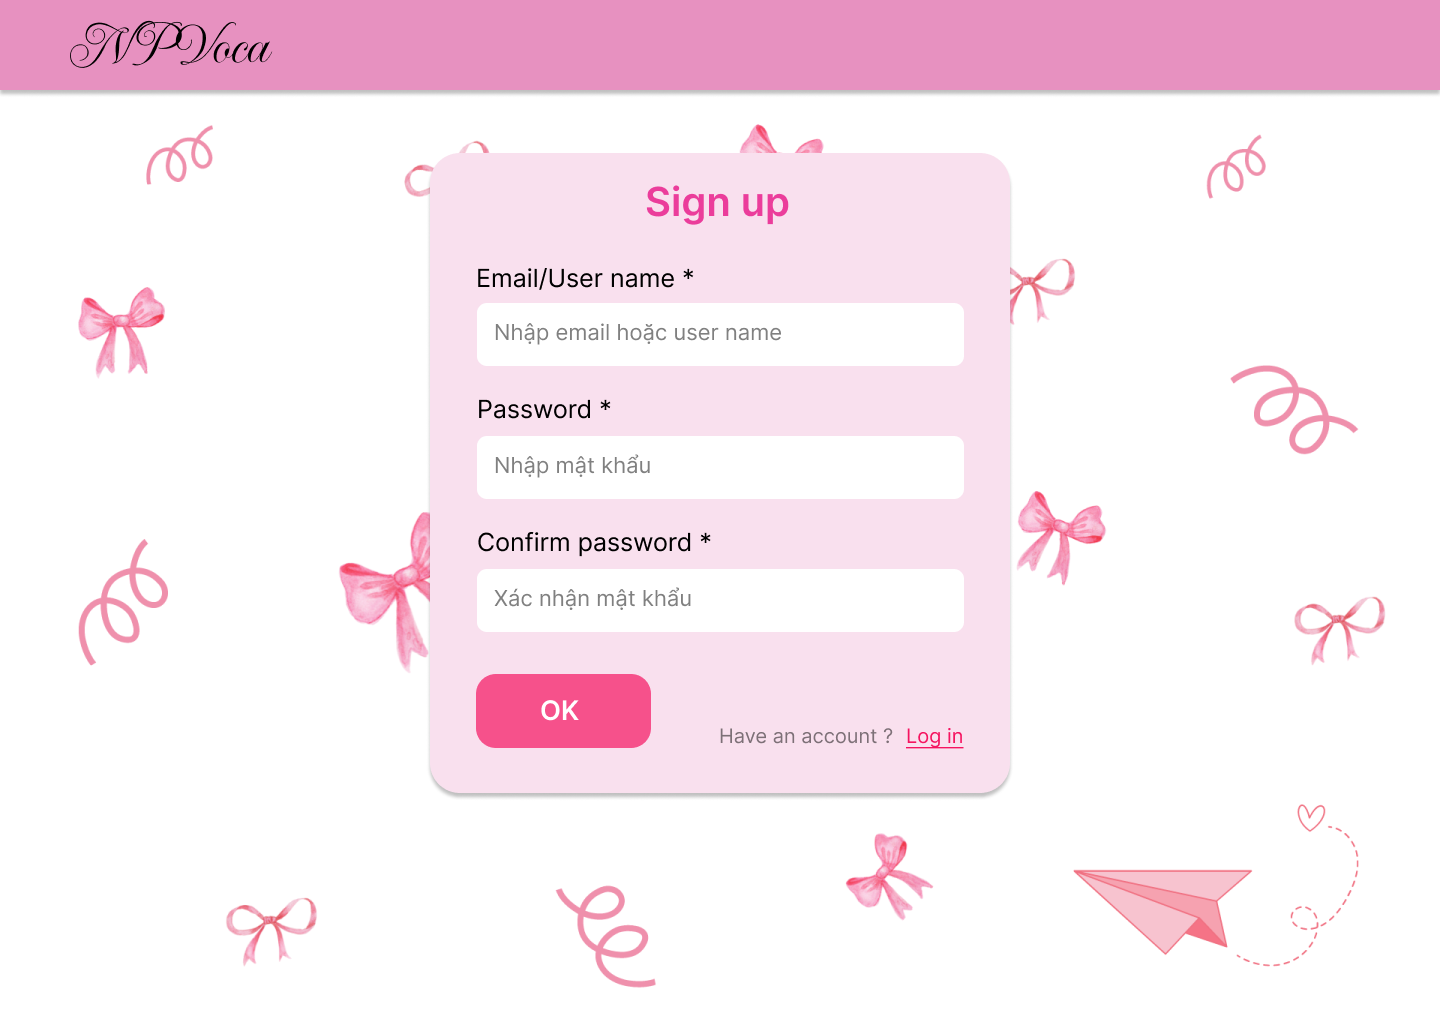 NPVoca
Sign up
Email/User name *
Nhập email hoặc user name
Password *
Nhập mật khẩu
Confirm password *
Xác nhận mật khẩu
OK
Have an account ? Log in